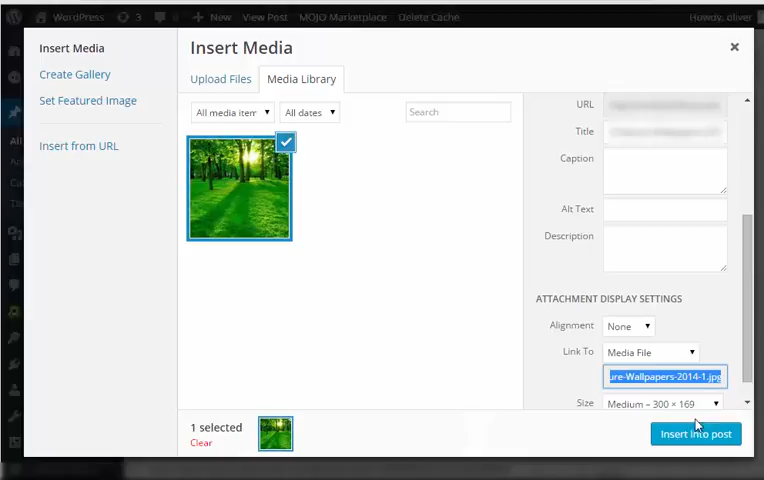 WordPress 3 New View Post MOJO Marketplace Delete Cache Howdy, oliver
Insert Media
Create Gallery
Set Featured Image
Insert from URL
Insert Media
Upload Files Media Library
All media item All dates Search
URL
Title
Caption
Alt Text
Description
ATTACHMENT DISPLAY SETTINGS
Alignment None
Link To Media File
ure-Wallpapers-2014-1.jpg
Size Medium – 300 × 169
1 selected
Clear
Insert into post